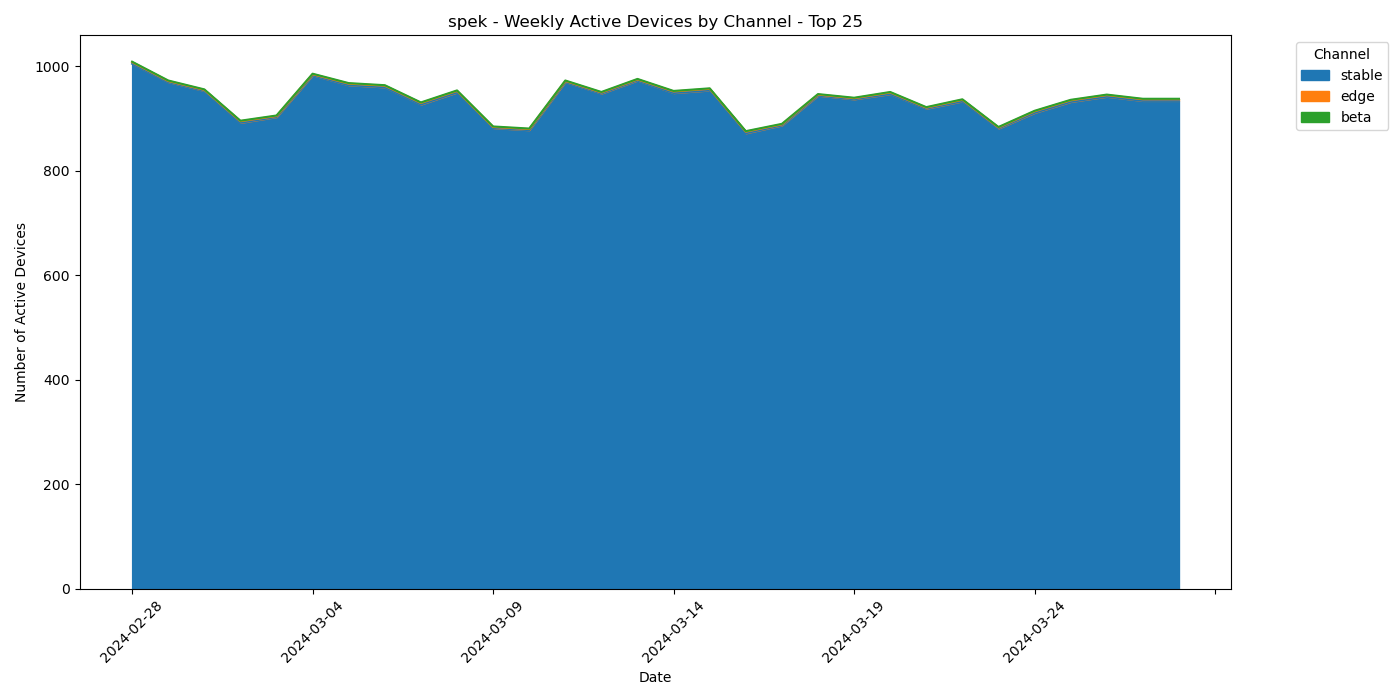 spek - Weekly Active Devices by Channel - Top 25
Channel
stable
edge
beta
Number of Active Devices
1000
800
600
400
200
0
2024-02-28
2024-03-04
2024-03-09
2024-03-14
2024-03-19
2024-03-24
Date